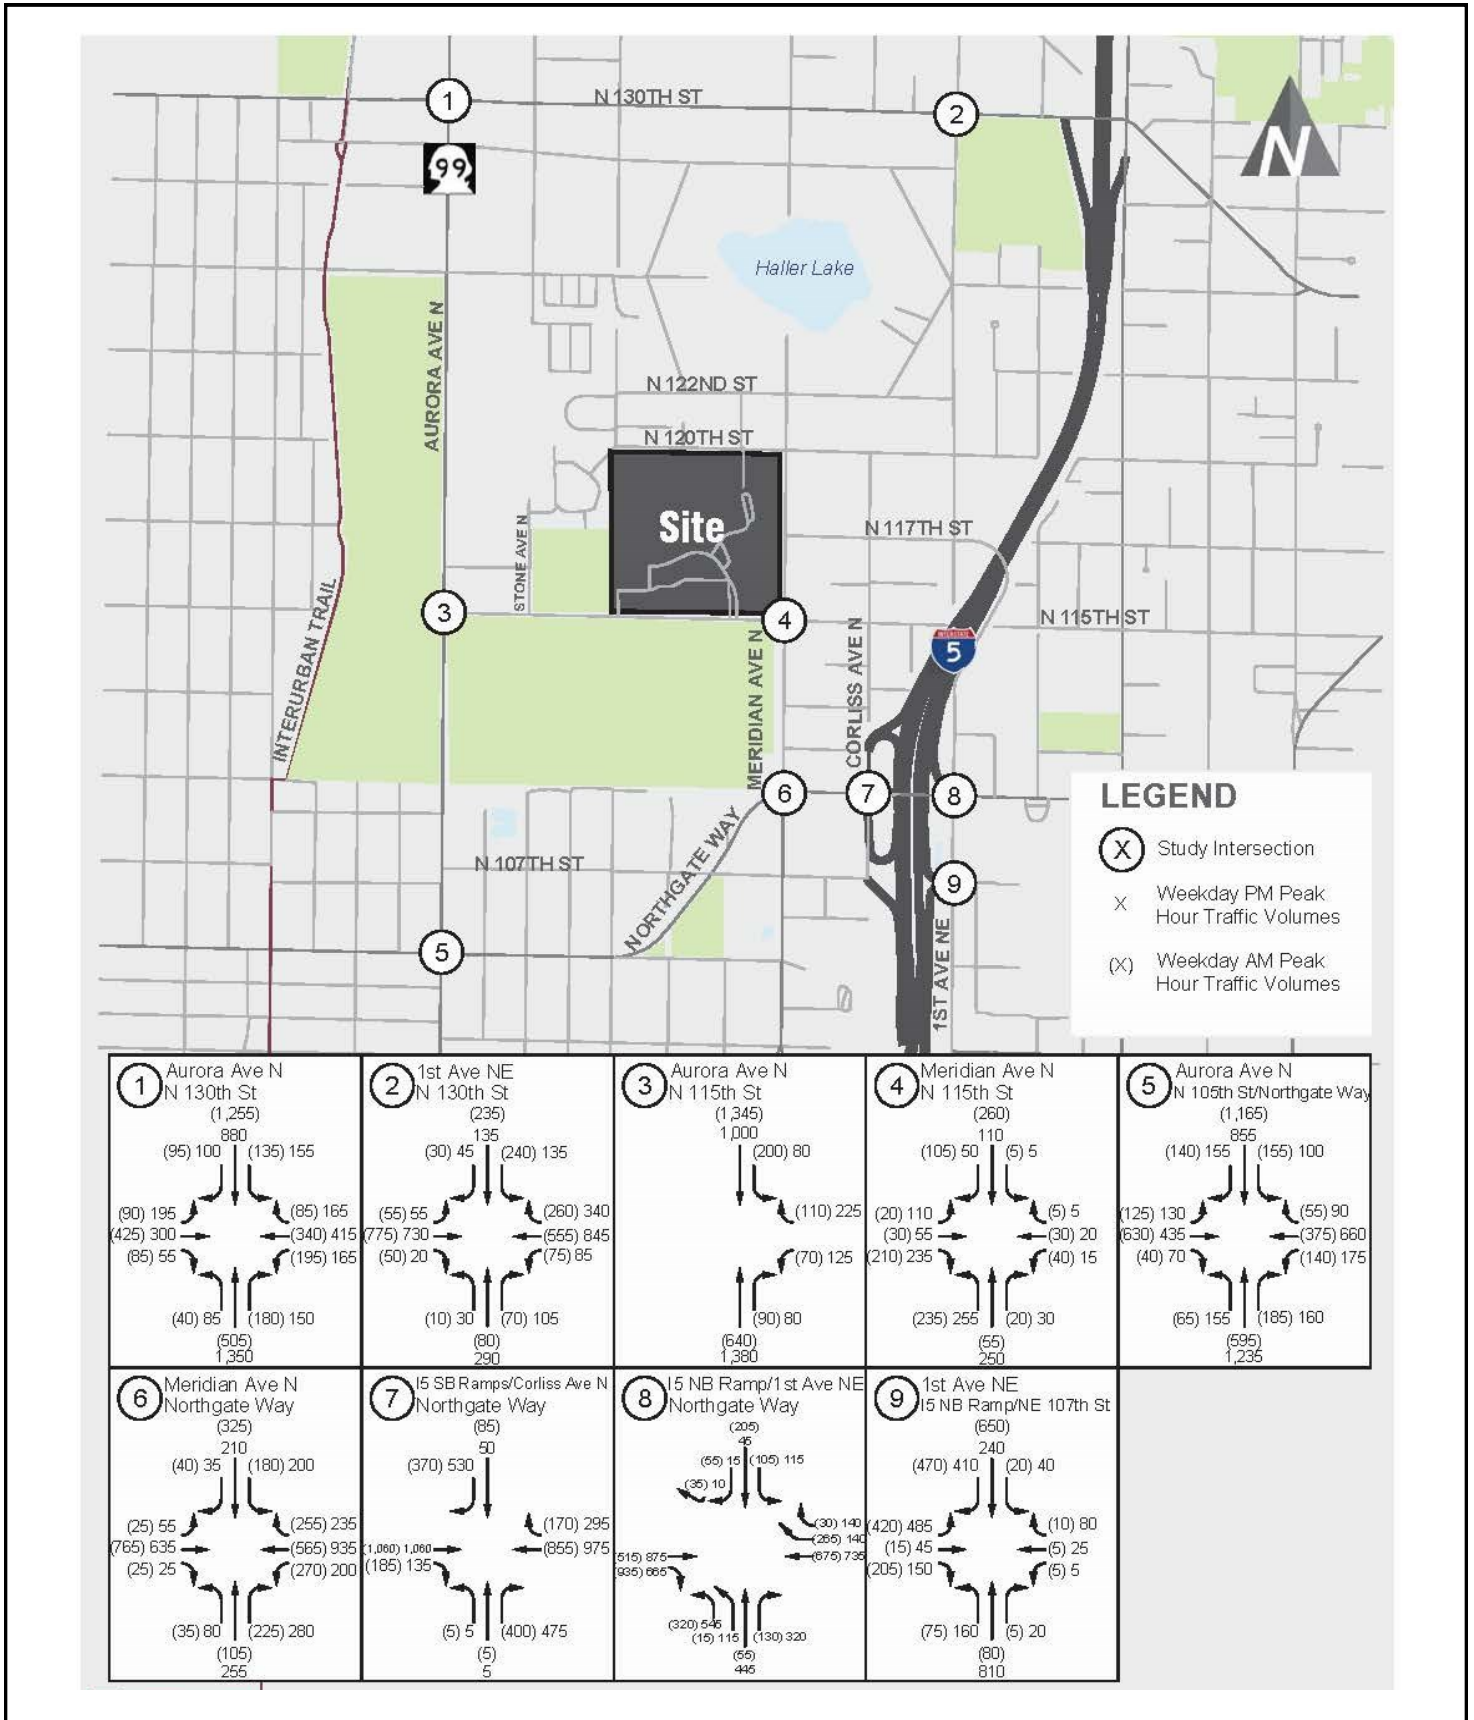 N 130TH ST
1
2
99
N
Haller Lake
AURORA AVE N
N 122ND ST
N 120TH ST
Site
N 117TH ST
STONE AVE N
3
4
N 115TH ST
INTERSTATE
5
INTERURBAN TRAIL
MERIDIAN AVE N
CORLISS AVE N
6
7
8
N 107TH ST
NORTHGATE WAY
9
5
1ST AVE NE
LEGEND
X Study Intersection
X Weekday PM Peak
Hour Traffic Volumes
(X) Weekday AM Peak
Hour Traffic Volumes
1 Aurora Ave N
N 130th St
(1,255)
880
(95) 100 (135) 155
(90) 195 (85) 165
(425) 300 (340) 415
(85) 55 (195) 165
(40) 85 (180) 150
(505)
1,350
2 1st Ave NE
N 130th St
(235)
135
(30) 45 (240) 135
(55) 55 (260) 340
(775) 730 (555) 845
(50) 20 (75) 85
(10) 30 (70) 105
(80)
290
3 Aurora Ave N
N 115th St
(1,345)
1,000
(200) 80
(110) 225
(70) 125
(90) 80
(640)
1,380
4 Meridian Ave N
N 115th St
(260)
110
(105) 50 (5) 5
(20) 110 (5) 5
(30) 55 (30) 20
(210) 235 (40) 15
(235) 255 (20) 30
(55)
250
5 Aurora Ave N
N 105th St/Northgate Way
(1,165)
855
(140) 155 (155) 100
(125) 130 (55) 90
(630) 435 (375) 660
(40) 70 (140) 175
(65) 155 (185) 160
(595)
1,235
6 Meridian Ave N
Northgate Way
(325)
210
(40) 35 (180) 200
(25) 55 (255) 235
(765) 635 (565) 935
(25) 25 (270) 200
(35) 80 (225) 280
(105)
255
7 I5 SB Ramps/Corliss Ave N
Northgate Way
(85)
50
(370) 530
(170) 295
(1,060) 1,060 (855) 975
(185) 135
(5) 5 (400) 475
(5)
5
8 I5 NB Ramp/1st Ave NE
Northgate Way
(205)
45
(55) 15 (105) 115
(35) 10
(30) 140
(265) 140
(515) 875 (675) 735
(935) 665
(320) 545
(15) 115 (130) 320
(55)
445
9 1st Ave NE
I5 NB Ramp/NE 107th St
(650)
240
(470) 410 (20) 40
(420) 485 (10) 80
(15) 45 (5) 25
(205) 150 (5) 5
(75) 160 (5) 20
(80)
810